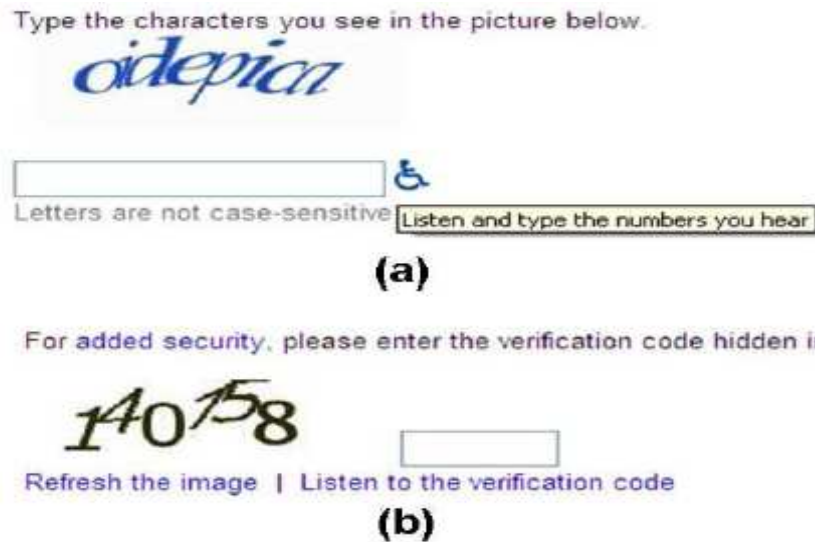 Type the characters you see in the picture below.
Letters are not case-sensitive Listen and type the numbers you hear
(a)
For added security, please enter the verification code hidden i
140158
Refresh the image | Listen to the verification code
(b)